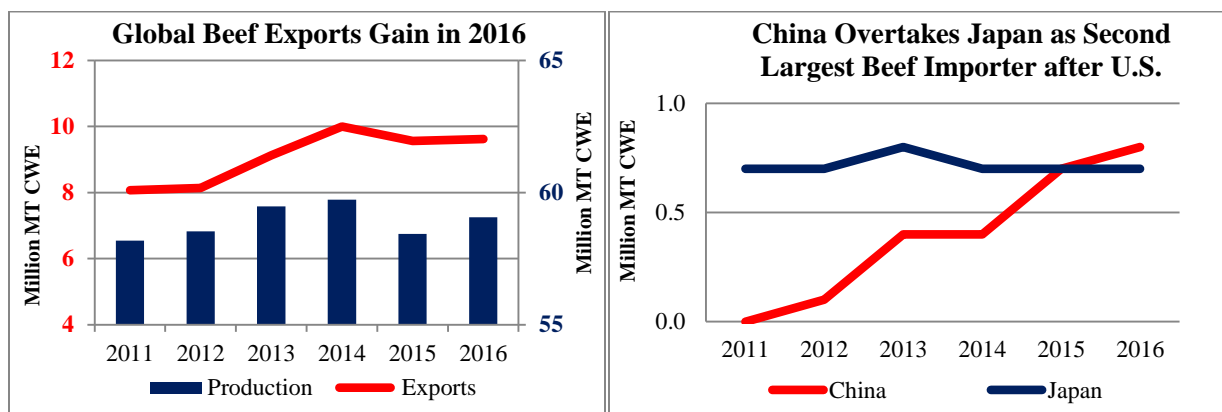 Global Beef Exports Gain in 2016
12
10
8
6
4
Million MT CWE
65
60
55
Million MT CWE
2011 2012 2013 2014 2015 2016
Production Exports
China Overtakes Japan as Second
Largest Beef Importer after U.S.
1.0
0.5
0.0
Million MT CWE
2011 2012 2013 2014 2015 2016
China Japan